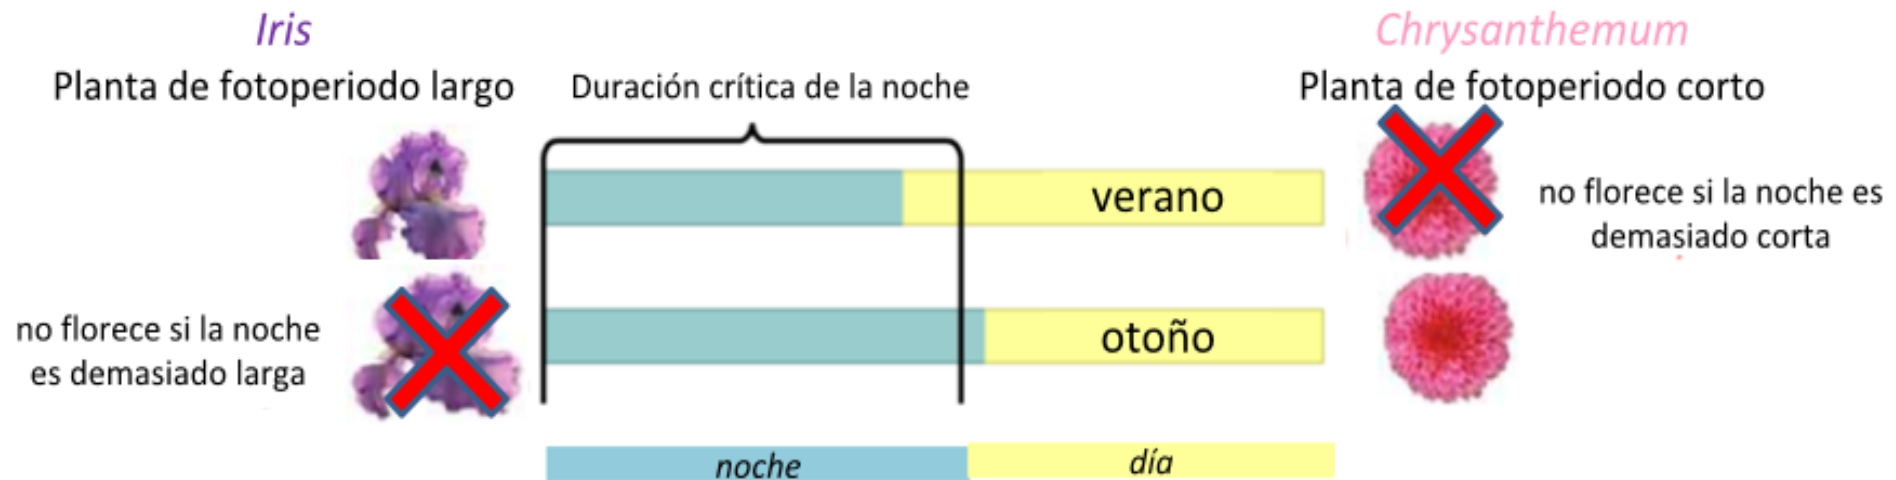 Iris
Planta de fotoperiodo largo
Duración crítica de la noche
Chrysanthemum
Planta de fotoperiodo corto
verano
no florece si la noche es
demasiado corta
no florece si la noche
es demasiado larga
otoño
noche
día